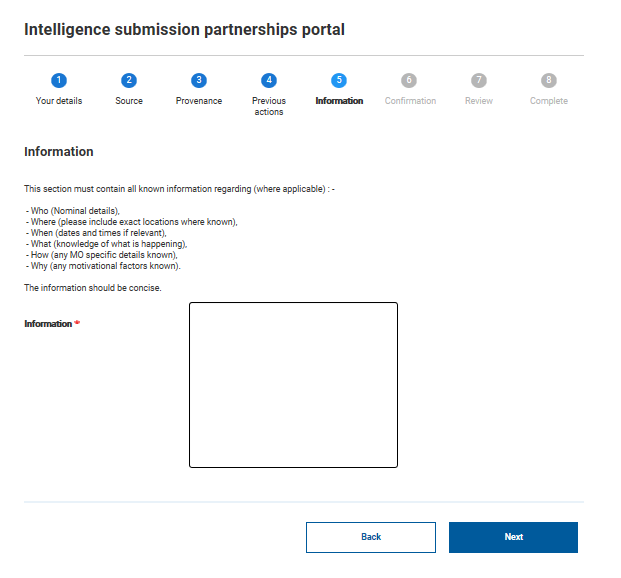 Intelligence submission partnerships portal
1 2 3 4 5 6 7 8
Your details Source Provenance Previous actions Information Confirmation Review Complete
Information
This section must contain all known information regarding (where applicable) : -
- Who (Nominal details),
- Where (please include exact locations where known),
- When (dates and times if relevant),
- What (knowledge of what is happening),
- How (any MO specific details known),
- Why (any motivational factors known).
The information should be concise.
Information *
Back Next